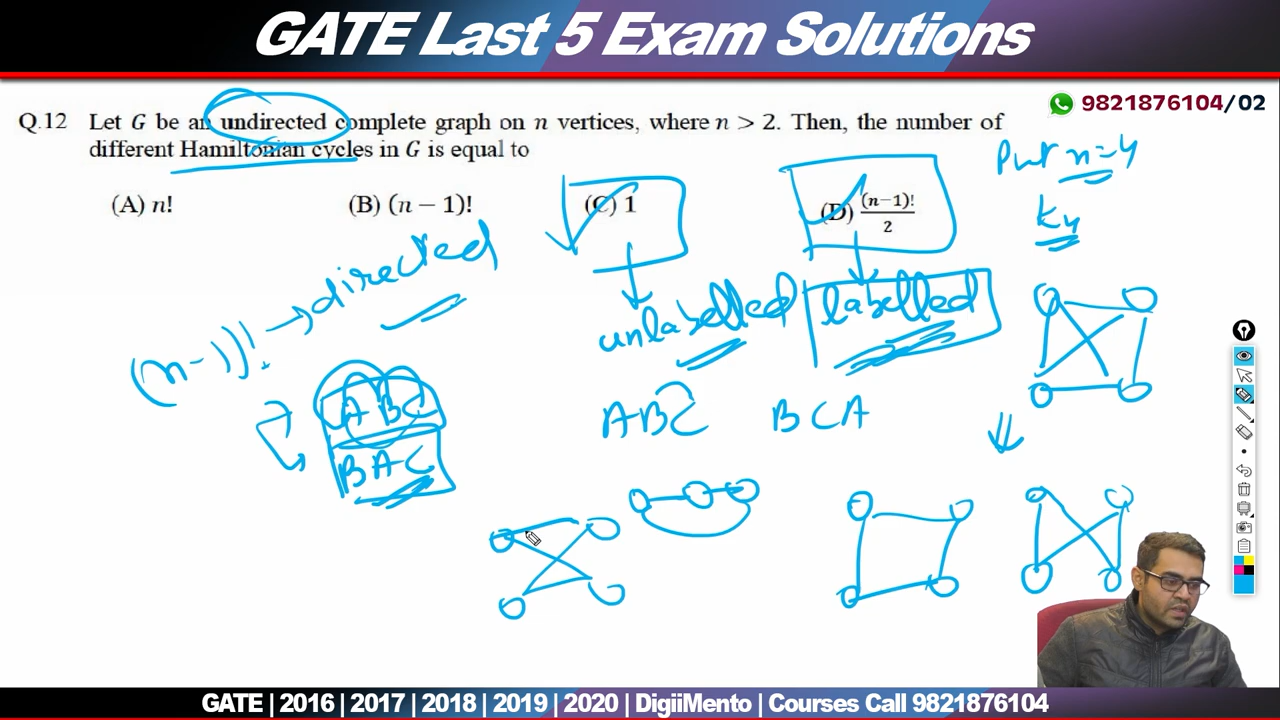 GATE Last 5 Exam Solutions
9821876104/02
Q.12 Let G be an undirected complete graph on n vertices, where n > 2. Then, the number of
different Hamiltonian cycles in G is equal to
Put n=4
(A) n! (B) (n − 1)! (C) 1 (D) (n−1)!/2
K4
(n-1)! → directed
unlabelled labelled
ABC
BAC
ABC BCA
GATE | 2016 | 2017 | 2018 | 2019 | 2020 | DigiiMento | Courses Call 9821876104